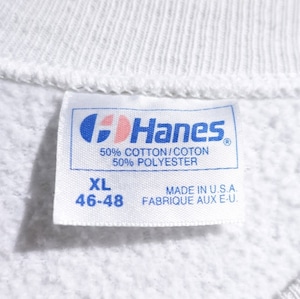 Hanes®
50% COTTON/COTON
50% POLYESTER
XL
46-48
MADE IN U.S.A
FABRIQUE AUX E-U.